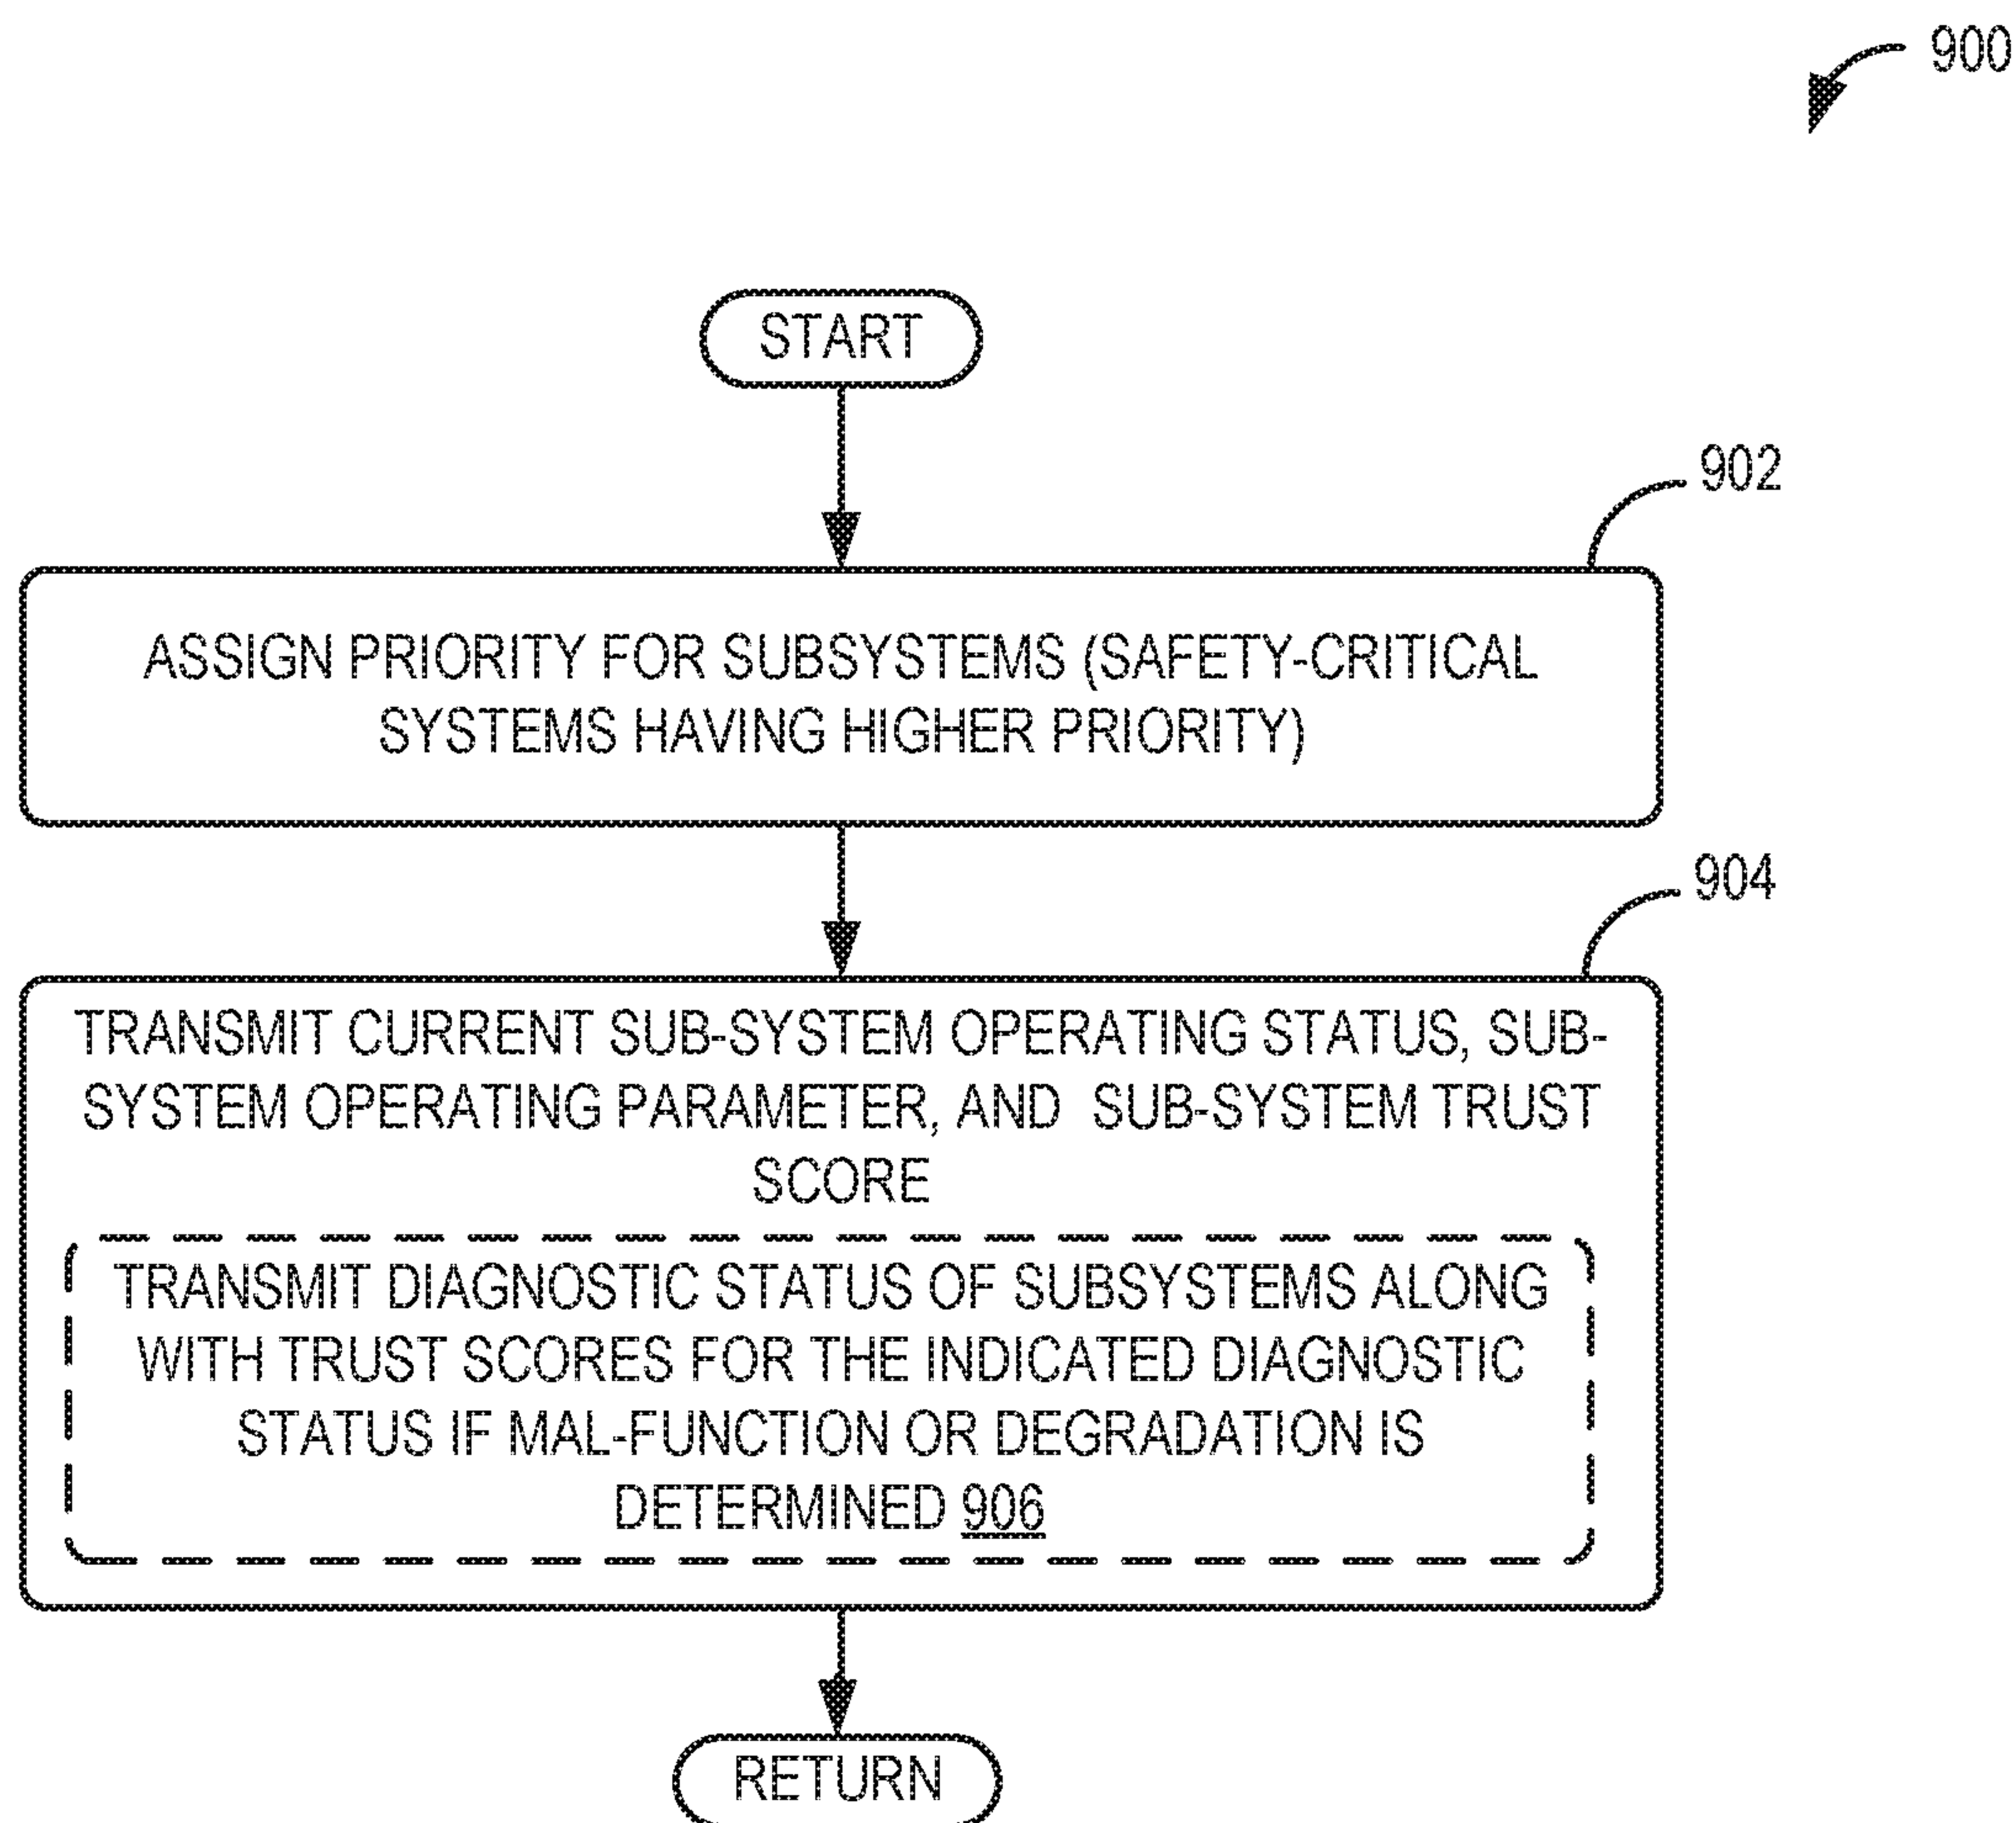 900
START
902
ASSIGN PRIORITY FOR SUBSYSTEMS (SAFETY-CRITICAL
SYSTEMS HAVING HIGHER PRIORITY)
904
TRANSMIT CURRENT SUB-SYSTEM OPERATING STATUS, SUB-
SYSTEM OPERATING PARAMETER, AND SUB-SYSTEM TRUST
SCORE
TRANSMIT DIAGNOSTIC STATUS OF SUBSYSTEMS ALONG
WITH TRUST SCORES FOR THE INDICATED DIAGNOSTIC
STATUS IF MAL-FUNCTION OR DEGRADATION IS
DETERMINED 906
RETURN